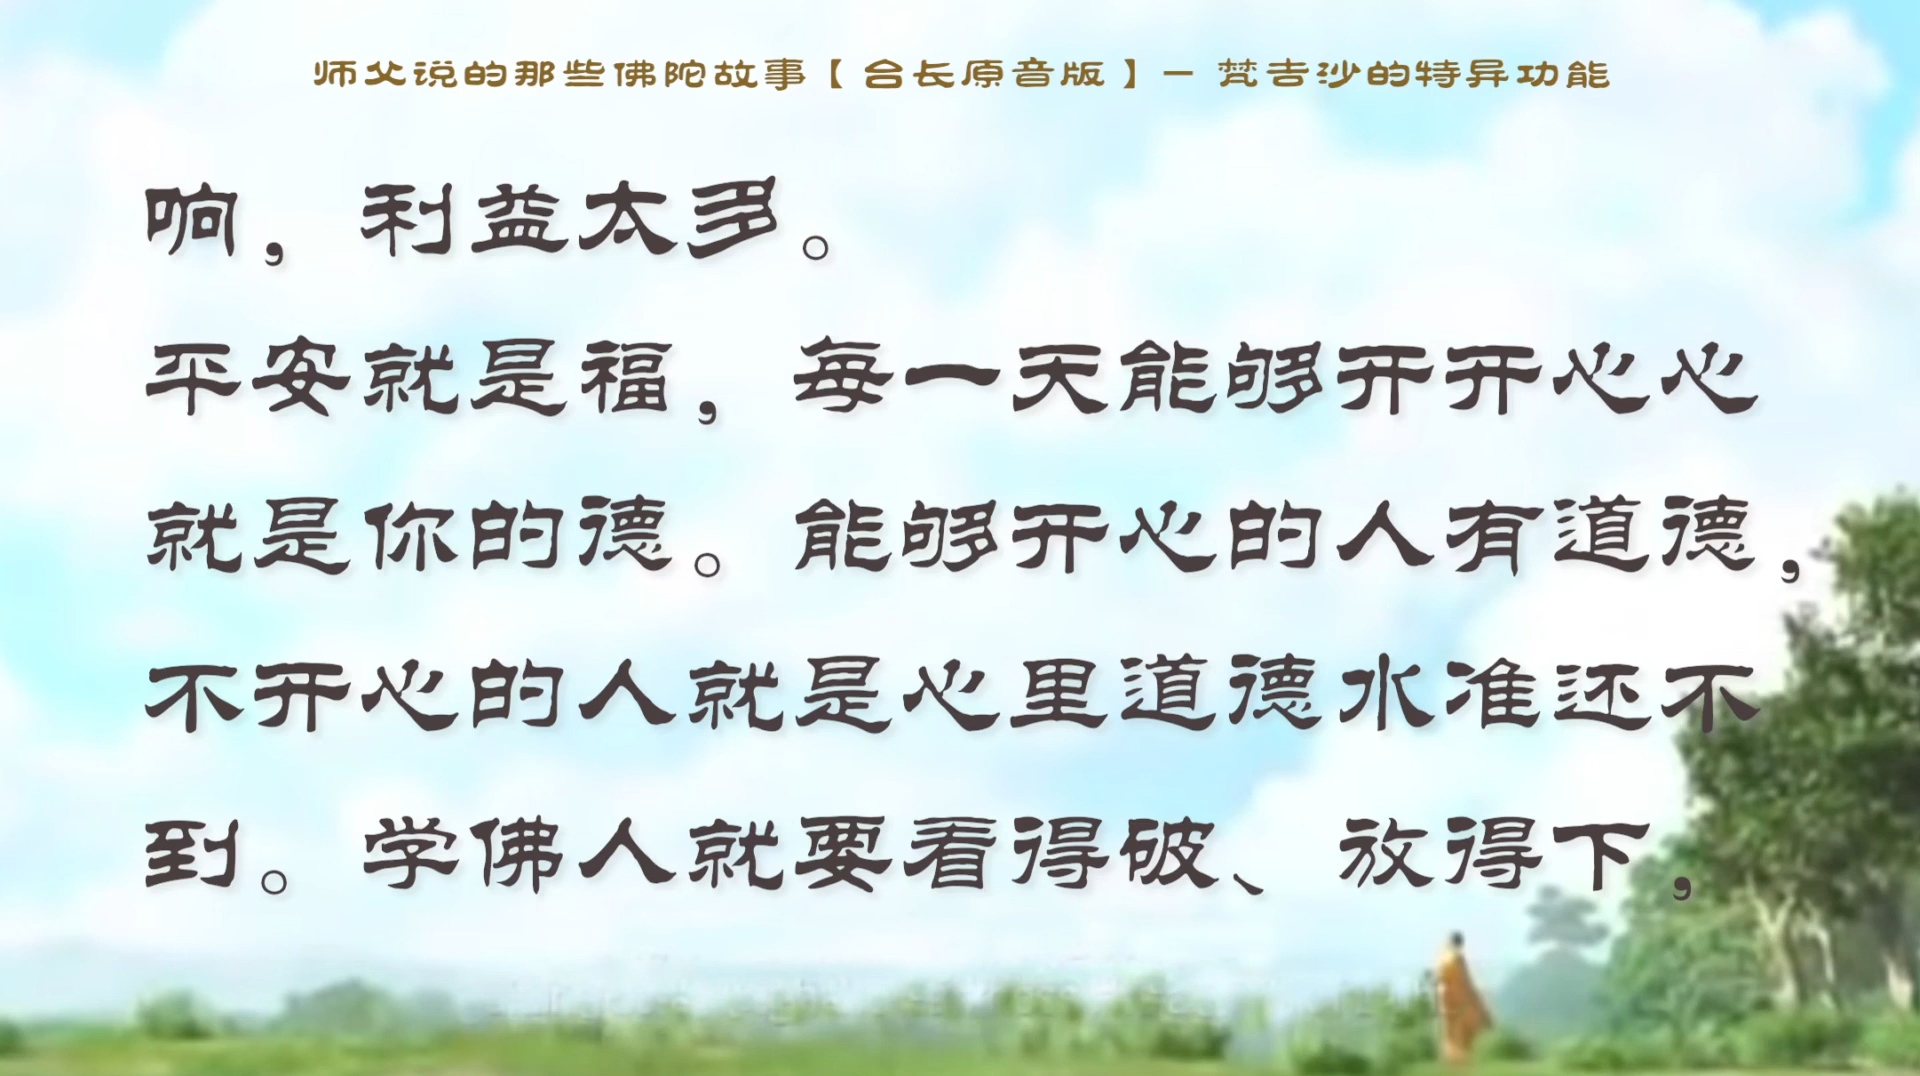 师父说的那些佛陀故事【台长原音版】- 梵吉沙的特异功能
响，利益太多。
平安就是福，每一天能够开开心心
就是你的德。能够开心的人有道德，
不开心的人就是心里道德水准还不
到。学佛人就要看得破、放得下，